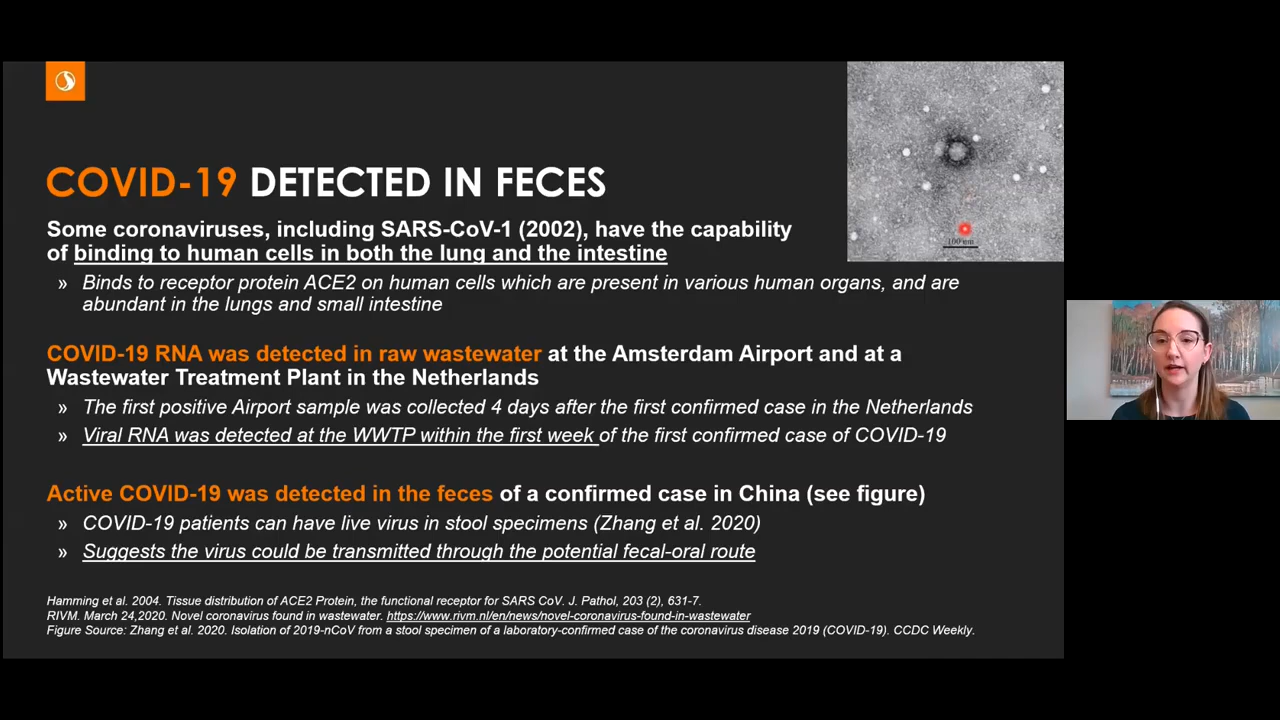 COVID-19 DETECTED IN FECES
Some coronaviruses, including SARS-CoV-1 (2002), have the capability
of binding to human cells in both the lung and the intestine
» Binds to receptor protein ACE2 on human cells which are present in various human organs, and are
abundant in the lungs and small intestine
COVID-19 RNA was detected in raw wastewater at the Amsterdam Airport and at a
Wastewater Treatment Plant in the Netherlands
» The first positive Airport sample was collected 4 days after the first confirmed case in the Netherlands
» Viral RNA was detected at the WWTP within the first week of the first confirmed case of COVID-19
Active COVID-19 was detected in the feces of a confirmed case in China (see figure)
» COVID-19 patients can have live virus in stool specimens (Zhang et al. 2020)
» Suggests the virus could be transmitted through the potential fecal-oral route
Hamming et al. 2004. Tissue distribution of ACE2 Protein, the functional receptor for SARS CoV. J. Pathol, 203 (2), 631-7.
RIVM. March 24,2020. Novel coronavirus found in wastewater. https://www.rivm.nl/en/news/novel-coronavirus-found-in-wastewater
Figure Source: Zhang et al. 2020. Isolation of 2019-nCoV from a stool specimen of a laboratory-confirmed case of the coronavirus disease 2019 (COVID-19). CCDC Weekly.
100 nm